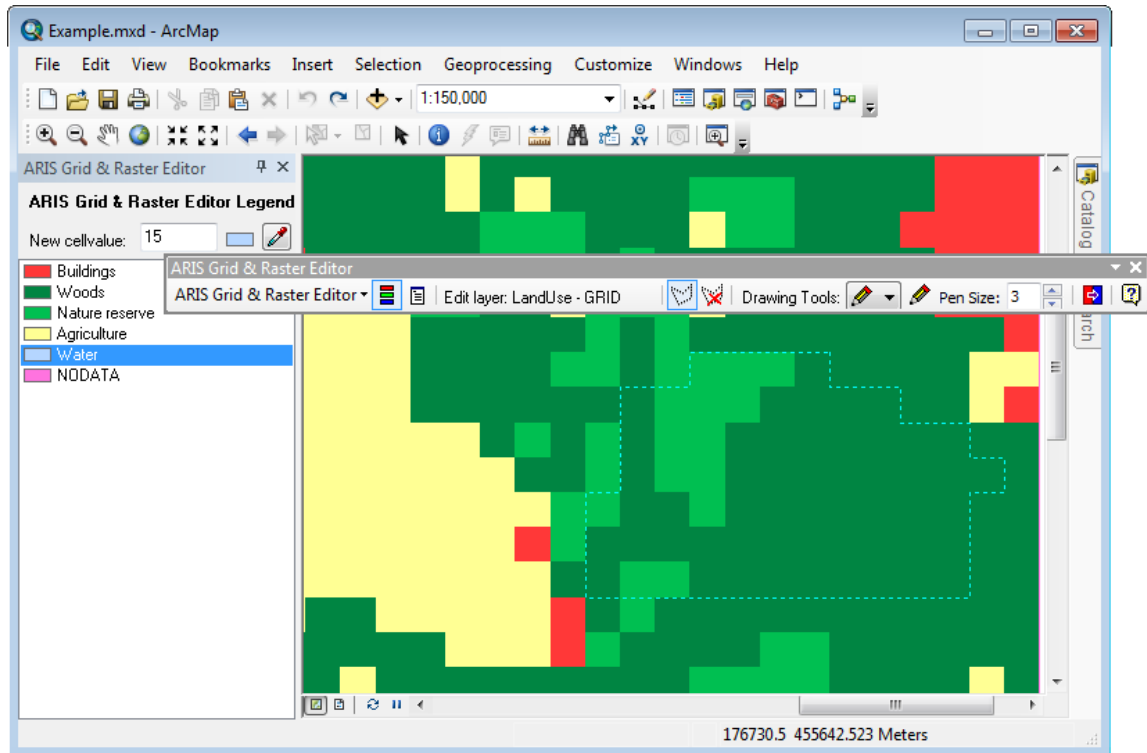 Example.mxd - ArcMap
File Edit View Bookmarks Insert Selection Geoprocessing Customize Windows Help
1:150,000
XY
ARIS Grid & Raster Editor
ARIS Grid & Raster Editor Legend
New cellvalue: 15
Catalog
ARIS Grid & Raster Editor
ARIS Grid & Raster Editor Edit layer: LandUse - GRID Drawing Tools: Pen Size: 3
Buildings
Woods
Nature reserve
Agriculture
Water
NODATA
176730.5 455642.523 Meters